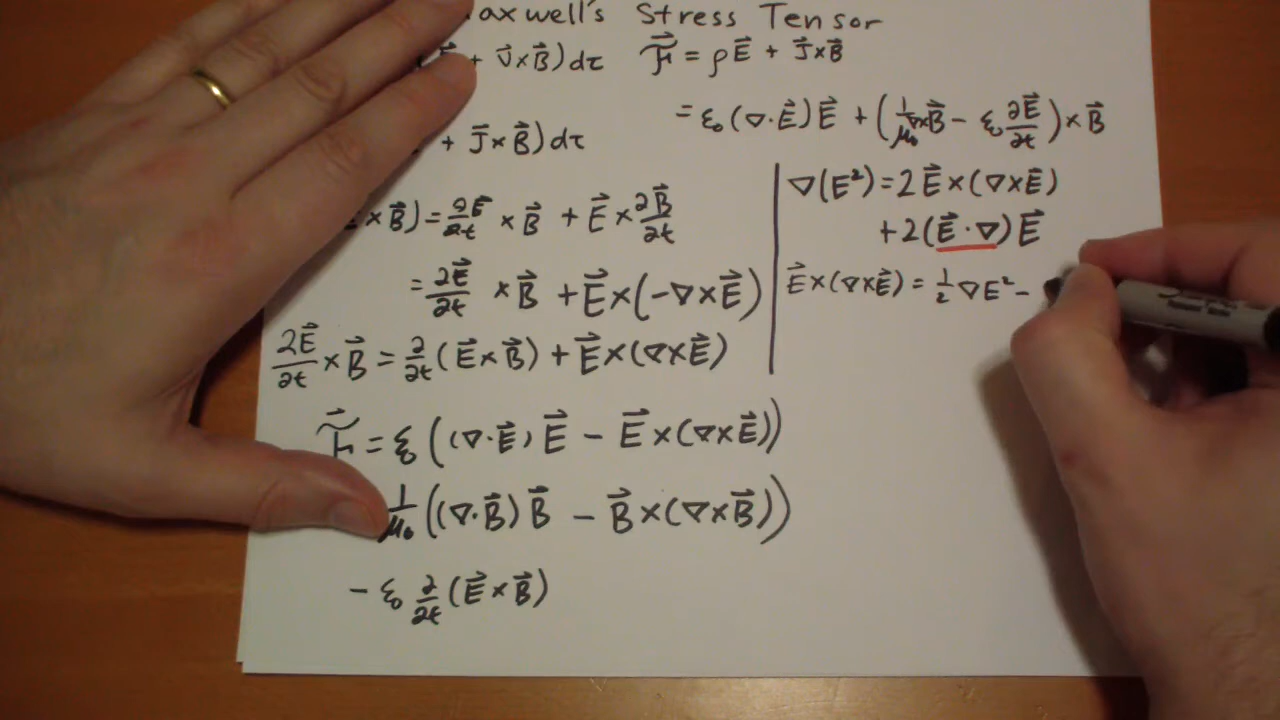 axwell's Stress Tensor
+ V⃗×B⃗)dτ
F⃗ = ρE⃗ + J⃗×B⃗
= ε₀(∇·E⃗)E⃗ + (1/μ₀ ∇×B⃗ − ε₀ ∂E⃗/∂t)×B⃗
+ J⃗×B⃗)dτ
×B⃗) = ∂E⃗/∂t × B⃗ + E⃗×∂B⃗/∂t
= ∂E⃗/∂t × B⃗ + E⃗×(−∇×E⃗)
∂E⃗/∂t × B⃗ = ∂/∂t(E⃗×B⃗) + E⃗×(∇×E⃗)
F⃗ = ε₀((∇·E⃗)E⃗ − E⃗×(∇×E⃗))
1/μ₀((∇·B⃗)B⃗ − B⃗×(∇×B⃗))
− ε₀ ∂/∂t(E⃗×B⃗)
∇(E²) = 2E⃗×(∇×E⃗)
+ 2(E⃗·∇)E⃗
E⃗×(∇×E⃗) = 1/2 ∇E² −